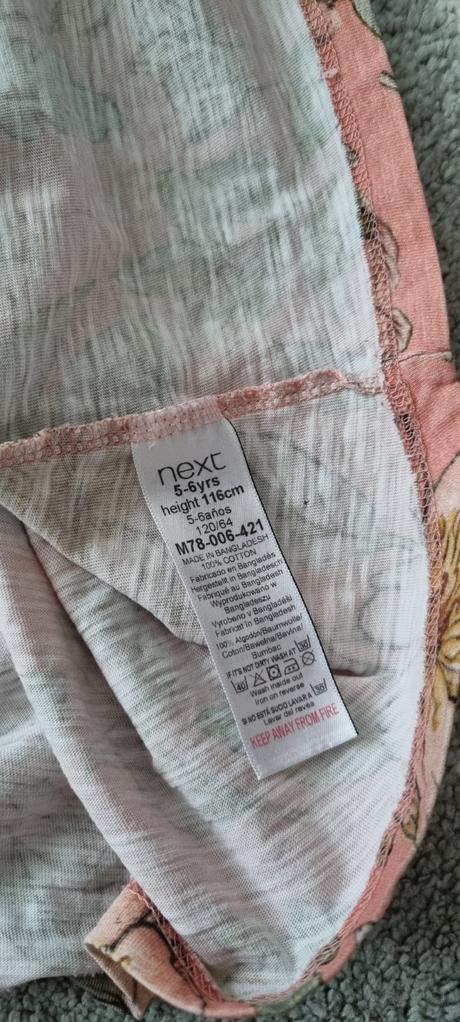 next
5-6yrs
height 116cm
5-6años
120/64
M78-006-421
MADE IN BANGLADESH
100% COTTON
Fabricado en Bangladés
Hergestellt in Bangladesch
Fabriqué au Bangladesh
Wyprodukowano w
Bangladeszu
Vyrobeno v Bangladéši
Fabricat în Bangladesh
100% Algodón/Baumwolle/
Coton/Bawełna/Bavlna/
Bumbac
IF IT'S NOT DIRTY WASH AT 30
40
Wash inside out
Iron on reverse
SI NO ESTÁ SUCIO LAVAR A 30
Lavar del revés
KEEP AWAY FROM FIRE